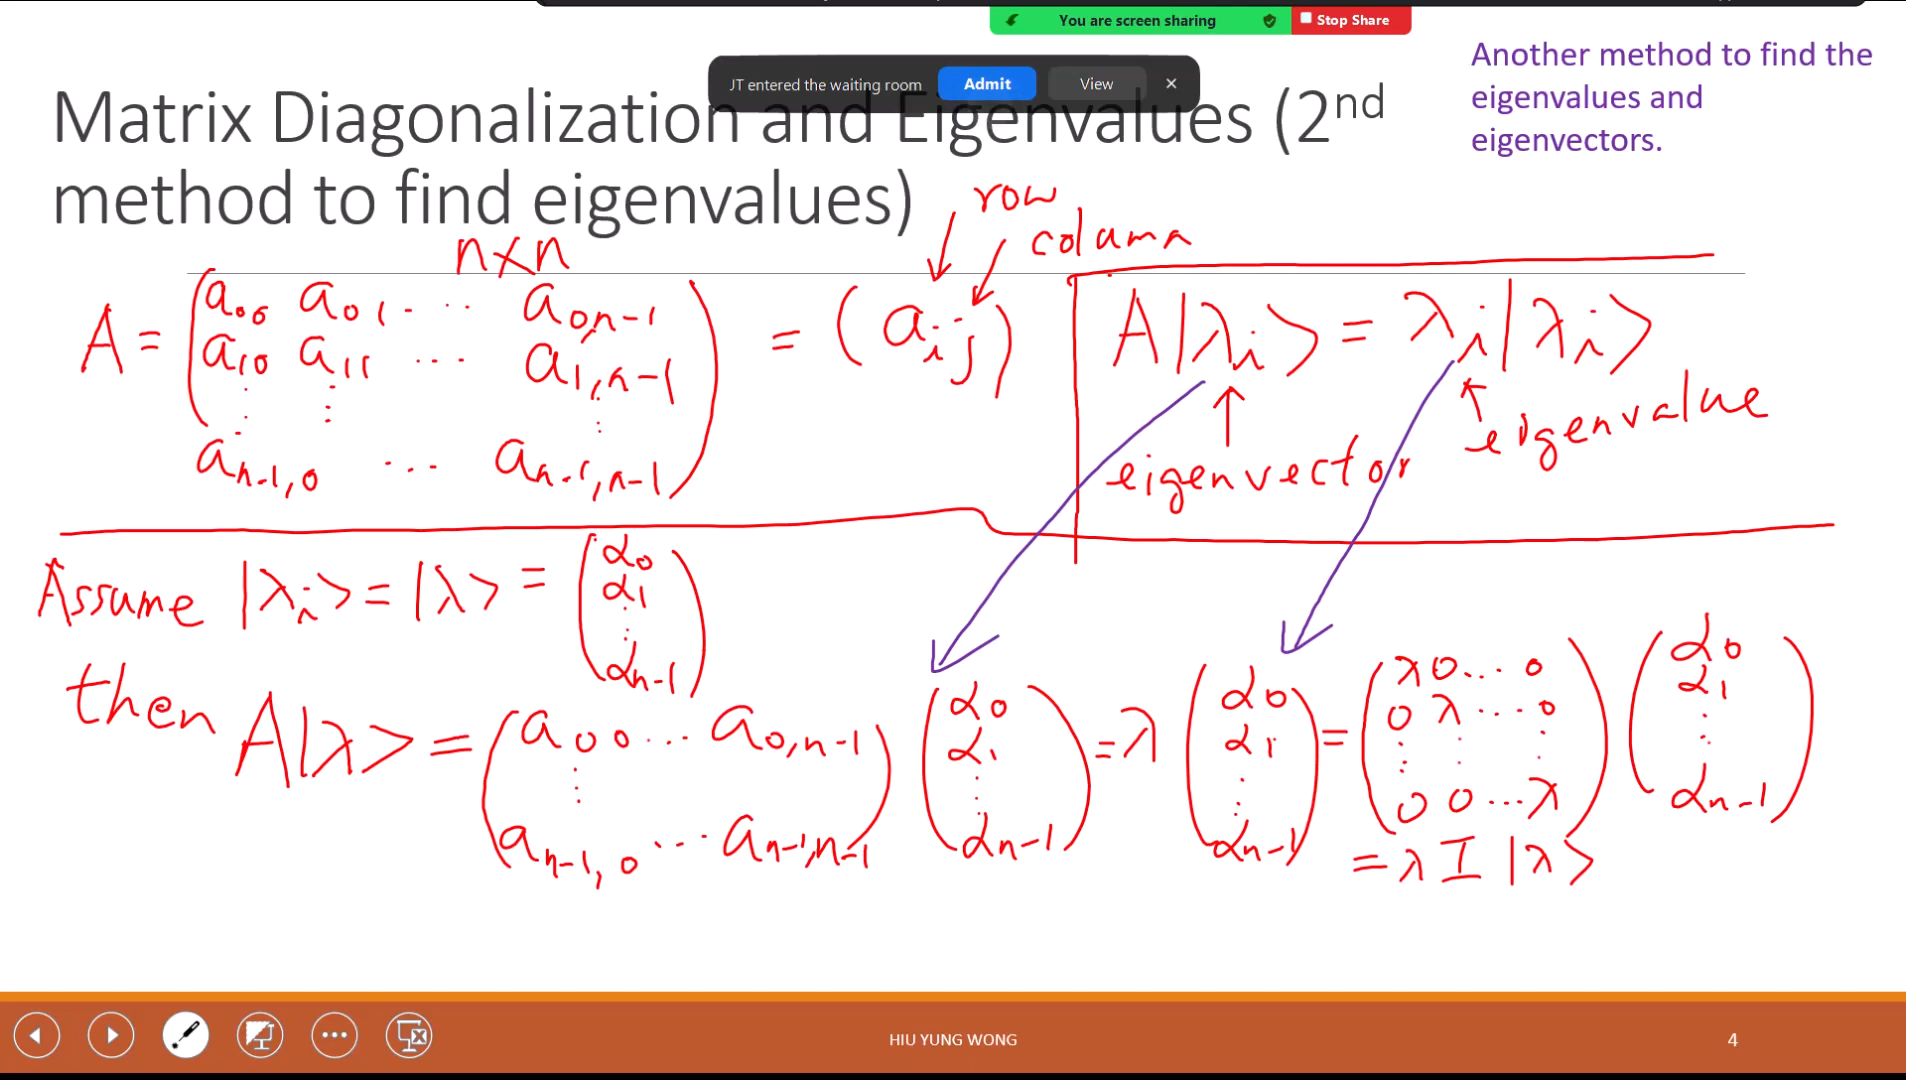 You are screen sharing
Stop Share
JT entered the waiting room
Admit
View
Another method to find the
eigenvalues and
eigenvectors.
Matrix Diagonalization and Eigenvalues (2nd
method to find eigenvalues)
row
column
n×n
A = ( a00 a01 . . . a0,n-1
a10 a11 ... a1,n-1
⋮ ⋮ ⋮
an-1,0 ... an-1,n-1 ) = (aij)
A|λi> = λi|λi>
eigenvector
eigenvalue
Assume |λi> = |λ> = ( α0
α1
⋮
αn-1 )
then A|λ> = ( a00 ... a0,n-1
⋮
an-1,0 ... an-1,n-1 ) ( α0
α1
⋮
αn-1 ) = λ ( α0
α1
⋮
αn-1 ) = ( λ 0 ... 0
0 λ ... 0
⋮ ⋮ ⋮
0 0 ... λ ) ( α0
α1
⋮
αn-1 )
= λ I |λ>
HIU YUNG WONG
4